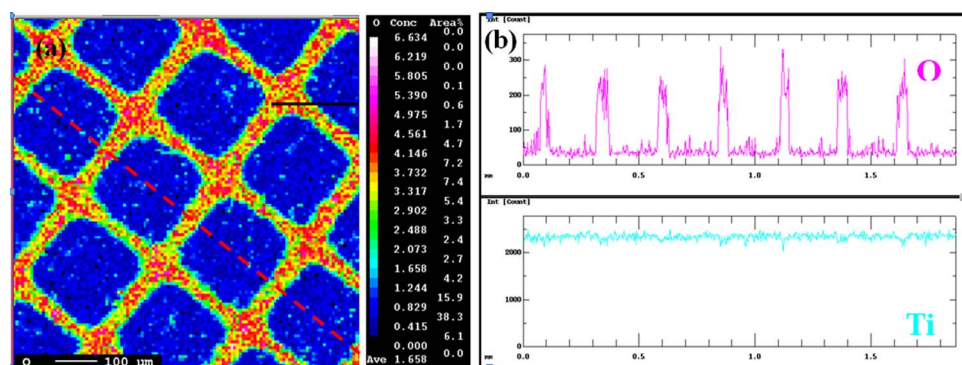 (a)
O Conc Area%
6.634 0.0
6.219 0.0
5.805 0.0
5.390 0.1
4.975 0.6
4.561 1.7
4.146 4.7
3.732 7.2
3.317 7.4
2.902 5.4
2.488 3.3
2.073 2.4
1.658 2.7
1.244 4.2
0.829 15.9
0.415 38.3
0.000 6.1
Ave 1.658 0.0
O 100 um
(b)
Int [Count]
O
300
200
100
0
mm 0.0 0.5 1.0 1.5
Int [Count]
Ti
2000
1000
0
mm 0.0 0.5 1.0 1.5